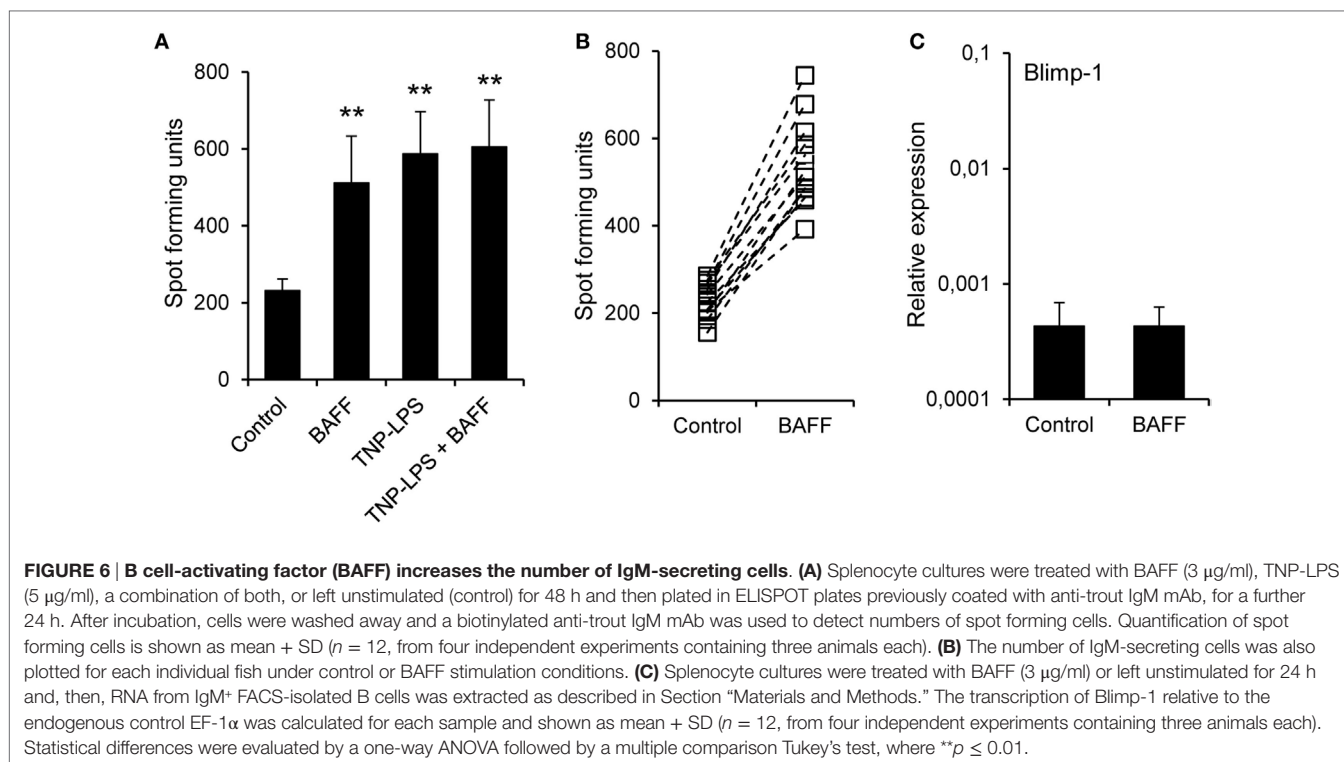 A
Spot forming units
800
600
400
200
0
**
**
**
Control
BAFF
TNP-LPS
TNP-LPS + BAFF
B
Spot forming units
800
600
400
200
0
Control
BAFF
C
Relative expression
0,1
0,01
0,001
0,0001
Blimp-1
Control
BAFF
FIGURE 6 | B cell-activating factor (BAFF) increases the number of IgM-secreting cells. (A) Splenocyte cultures were treated with BAFF (3 μg/ml), TNP-LPS
(5 μg/ml), a combination of both, or left unstimulated (control) for 48 h and then plated in ELISPOT plates previously coated with anti-trout IgM mAb, for a further
24 h. After incubation, cells were washed away and a biotinylated anti-trout IgM mAb was used to detect numbers of spot forming cells. Quantification of spot
forming cells is shown as mean + SD (n = 12, from four independent experiments containing three animals each). (B) The number of IgM-secreting cells was also
plotted for each individual fish under control or BAFF stimulation conditions. (C) Splenocyte cultures were treated with BAFF (3 μg/ml) or left unstimulated for 24 h
and, then, RNA from IgM⁺ FACS-isolated B cells was extracted as described in Section “Materials and Methods.” The transcription of Blimp-1 relative to the
endogenous control EF-1α was calculated for each sample and shown as mean + SD (n = 12, from four independent experiments containing three animals each).
Statistical differences were evaluated by a one-way ANOVA followed by a multiple comparison Tukey’s test, where **p ≤ 0.01.